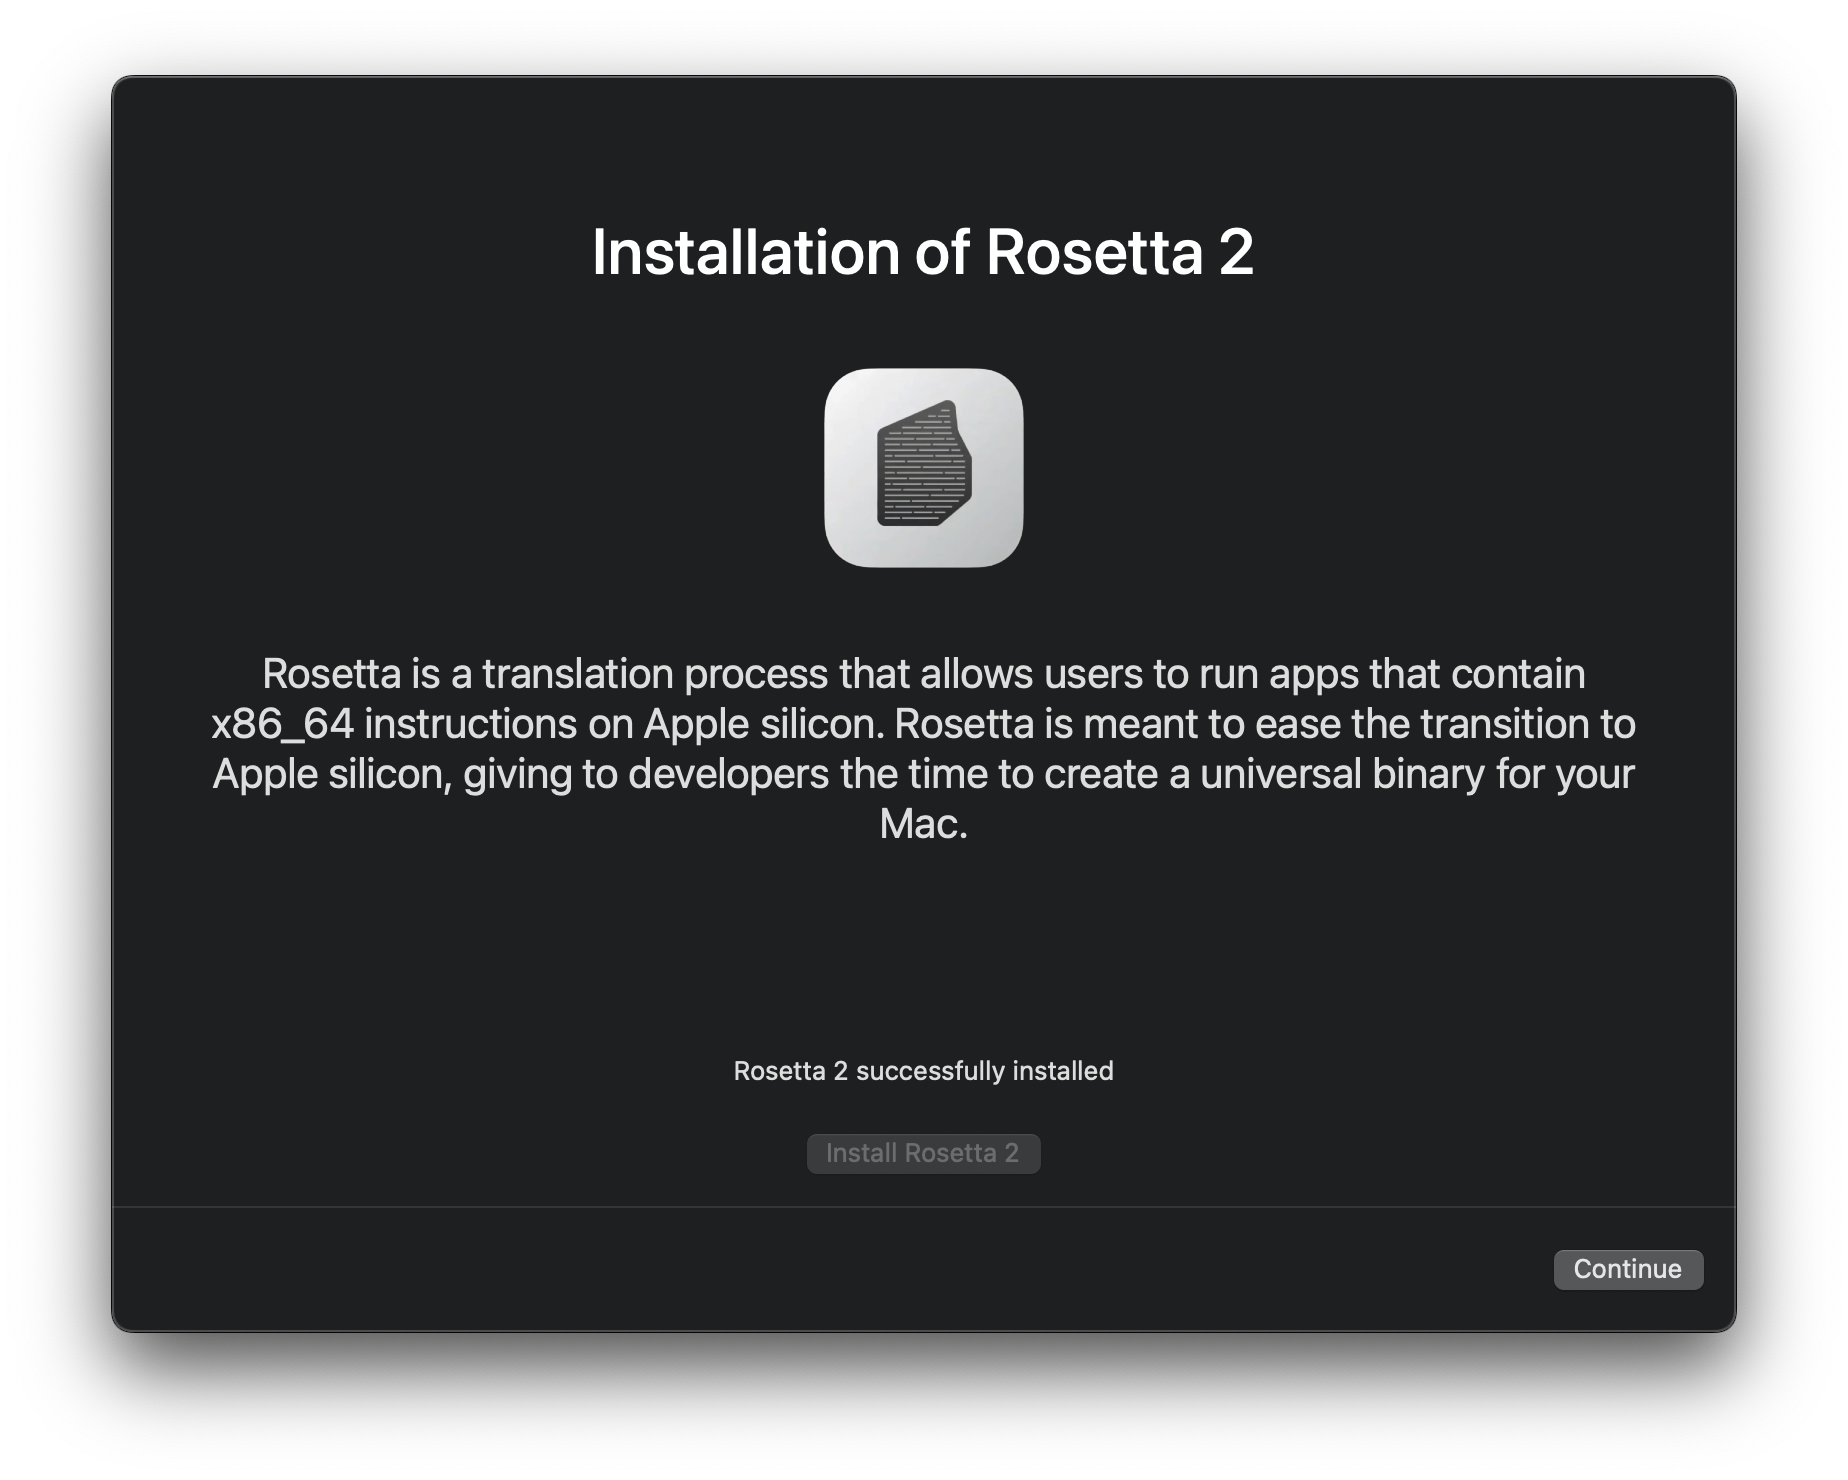 Installation of Rosetta 2
Rosetta is a translation process that allows users to run apps that contain
x86_64 instructions on Apple silicon. Rosetta is meant to ease the transition to
Apple silicon, giving to developers the time to create a universal binary for your
Mac.
Rosetta 2 successfully installed
Install Rosetta 2
Continue